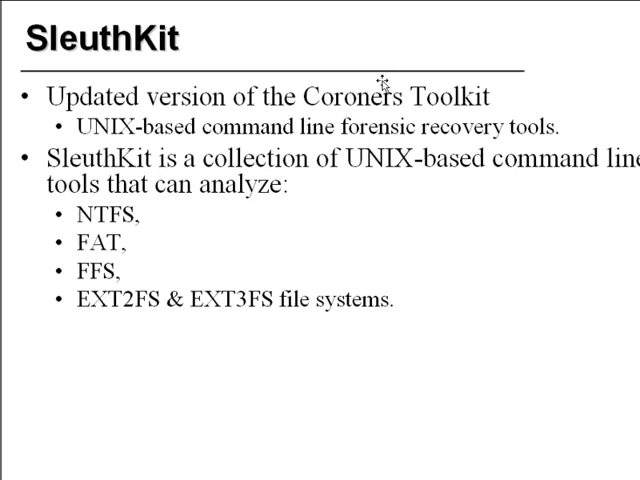 SleuthKit
• Updated version of the Coroners Toolkit
• UNIX-based command line forensic recovery tools.
• SleuthKit is a collection of UNIX-based command line
tools that can analyze:
• NTFS,
• FAT,
• FFS,
• EXT2FS & EXT3FS file systems.